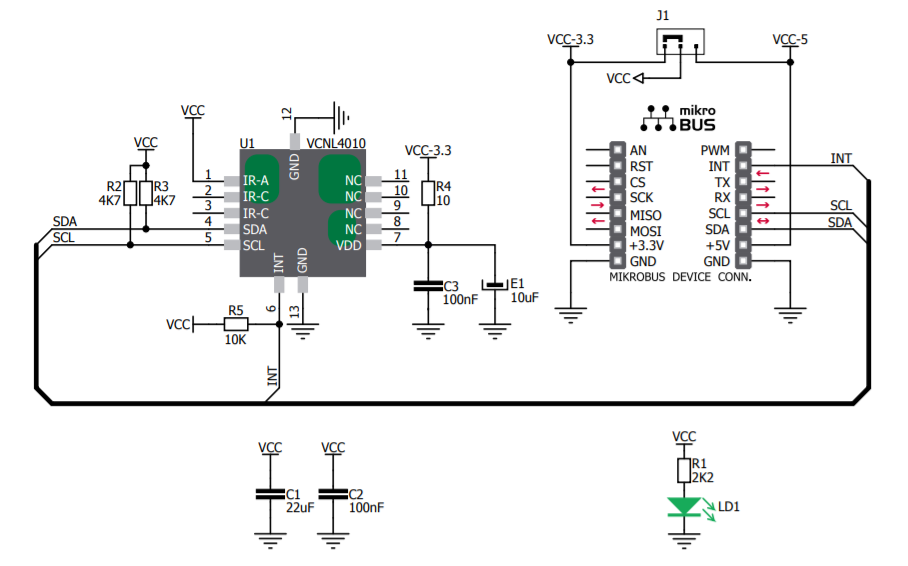 J1
VCC-3.3
VCC-5
VCC
mikro
BUS
12
VCC
U1
VCNL4010
GND
VCC
VCC-3.3
1
IR-A
NC
11
R2
4K7
R3
4K7
2
IR-C
NC
10
R4
10
3
IR-C
NC
9
SDA
4
SDA
NC
8
SCL
5
SCL
VDD
7
INT
GND
C3
100nF
E1
10uF
6
13
R5
VCC
10K
INT
AN
PWM
RST
INT
INT
CS
TX
SCK
RX
MISO
SCL
SCL
MOSI
SDA
SDA
+3.3V
+5V
GND
GND
MIKROBUS DEVICE CONN.
VCC
C1
22uF
VCC
C2
100nF
VCC
R1
2K2
LD1